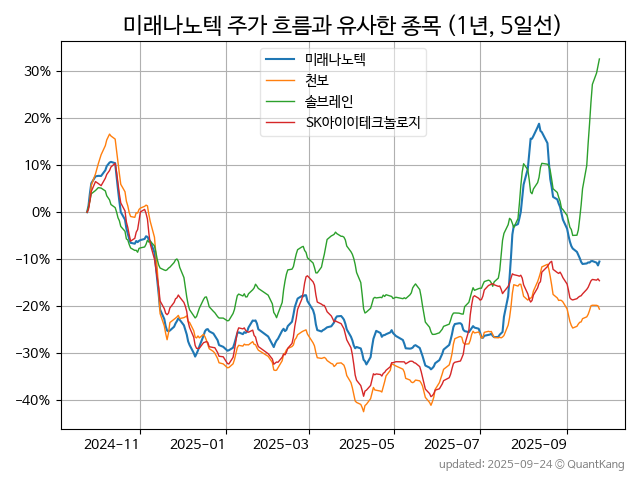 미래나노텍 주가 흐름과 유사한 종목 (1년, 5일선)
미래나노텍
천보
솔브레인
SK아이이테크놀로지
30%
20%
10%
0%
−10%
−20%
−30%
−40%
2024−11
2025−01
2025−03
2025−05
2025−07
2025−09
updated: 2025-09-24 © QuantKang